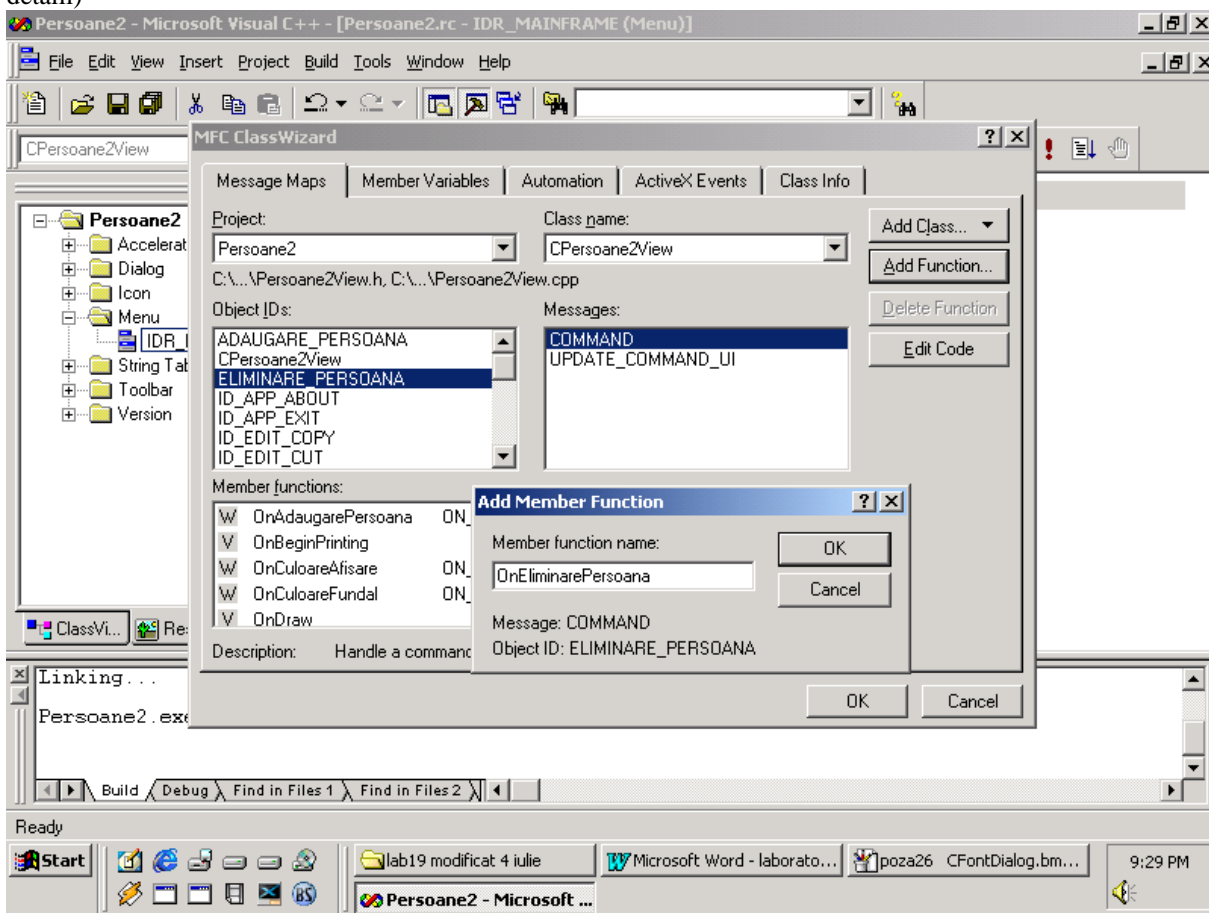 detalii)
Persoane2 - Microsoft Visual C++ - [Persoane2.rc - IDR_MAINFRAME (Menu)]
File Edit View Insert Project Build Tools Window Help
CPersoane2View
MFC ClassWizard
Message Maps Member Variables Automation ActiveX Events Class Info
Persoane2
Accelerat
Dialog
Icon
Menu
IDR_
String Tab
Toolbar
Version
ClassVi... Re
Project: Class name:
Persoane2 CPersoane2View
Add Class...
Add Function...
Delete Function
Edit Code
C:\...\Persoane2View.h, C:\...\Persoane2View.cpp
Object IDs: Messages:
ADAUGARE_PERSOANA
CPersoane2View
ELIMINARE_PERSOANA
ID_APP_ABOUT
ID_APP_EXIT
ID_EDIT_COPY
ID_EDIT_CUT
COMMAND
UPDATE_COMMAND_UI
Member functions:
W OnAdaugarePersoana ON_
V OnBeginPrinting
W OnCuloareAfisare ON_
W OnCuloareFundal ON_
V OnDraw
Description: Handle a command
Add Member Function
Member function name:
OnEliminarePersoana
OK
Cancel
Message: COMMAND
Object ID: ELIMINARE_PERSOANA
OK Cancel
Linking...
Persoane2.exe
Build Debug Find in Files 1 Find in Files 2
Ready
Start lab19 modificat 4 iulie Microsoft Word - laborato... poza26 CFontDialog.bm... 9:29 PM
BS Persoane2 - Microsoft ...